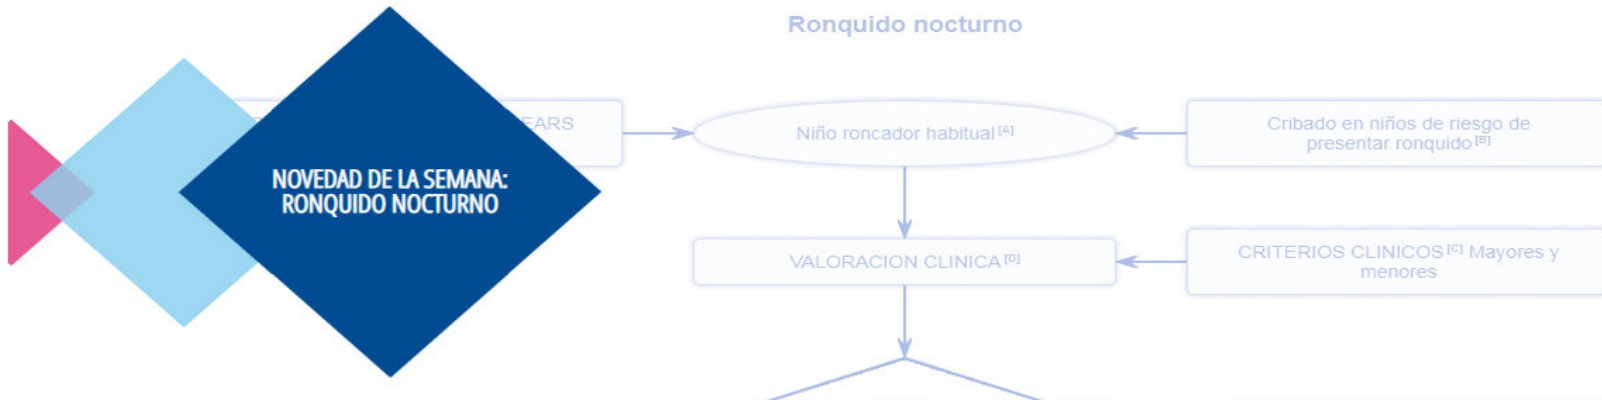 Ronquido nocturno
EARS
Niño roncador habitual [A]
Cribado en niños de riesgo de
presentar ronquido [B]
NOVEDAD DE LA SEMANA:
RONQUIDO NOCTURNO
VALORACION CLINICA [D]
CRITERIOS CLINICOS [C] Mayores y
menores